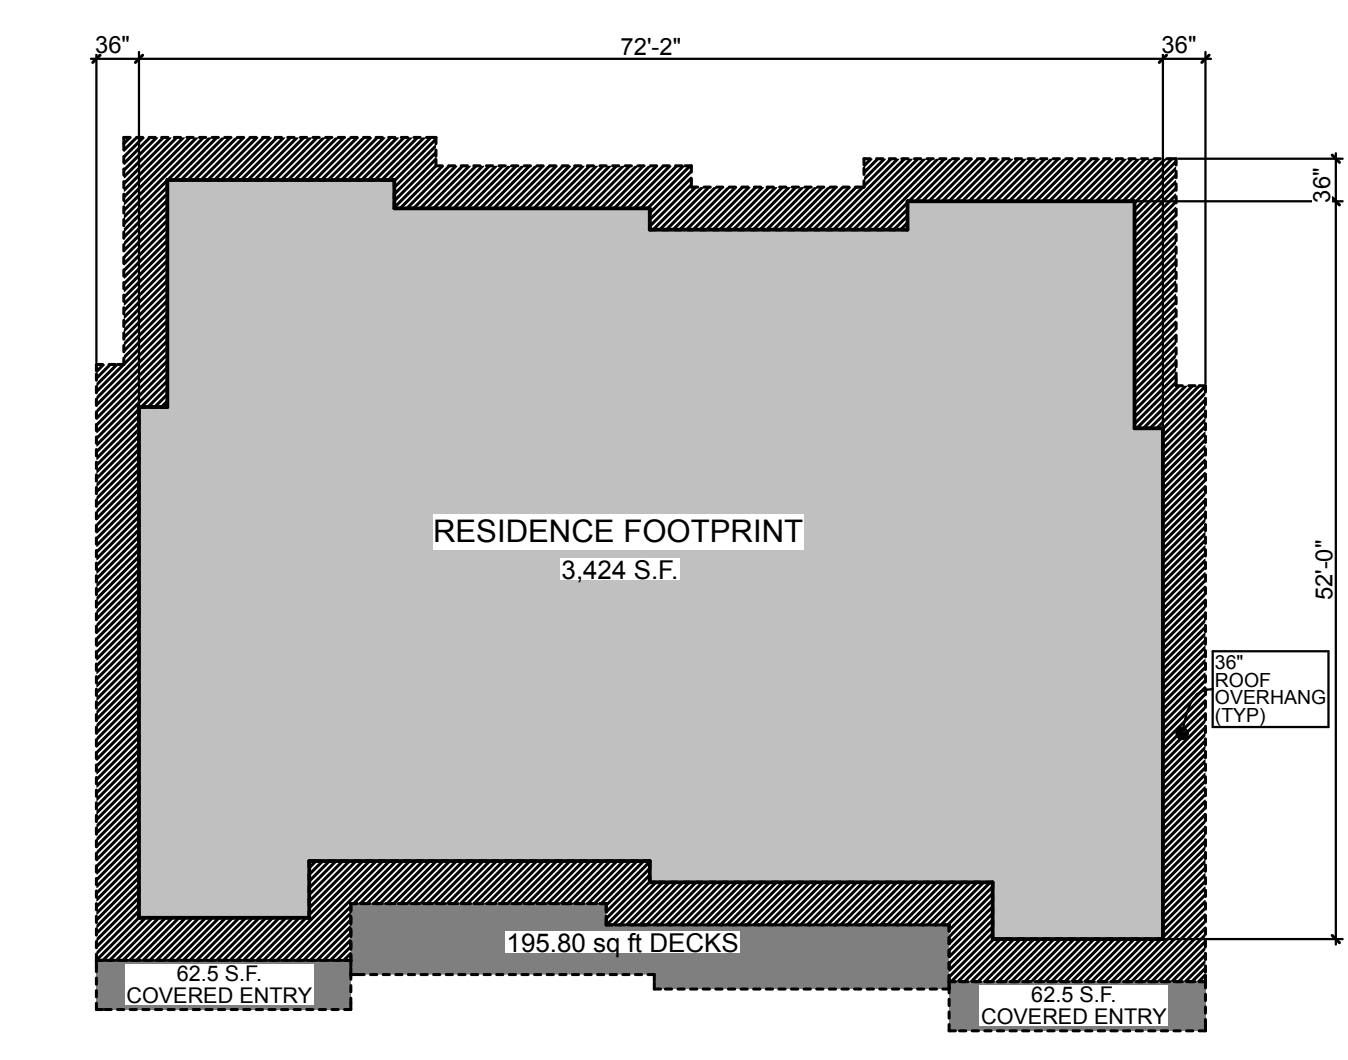 36"
72'-2"
36"
36"
RESIDENCE FOOTPRINT
3,424 S.F.
52'-0"
36"
ROOF
OVERHANG
(TYP)
195.80 sq ft DECKS
62.5 S.F.
COVERED ENTRY
62.5 S.F.
COVERED ENTRY